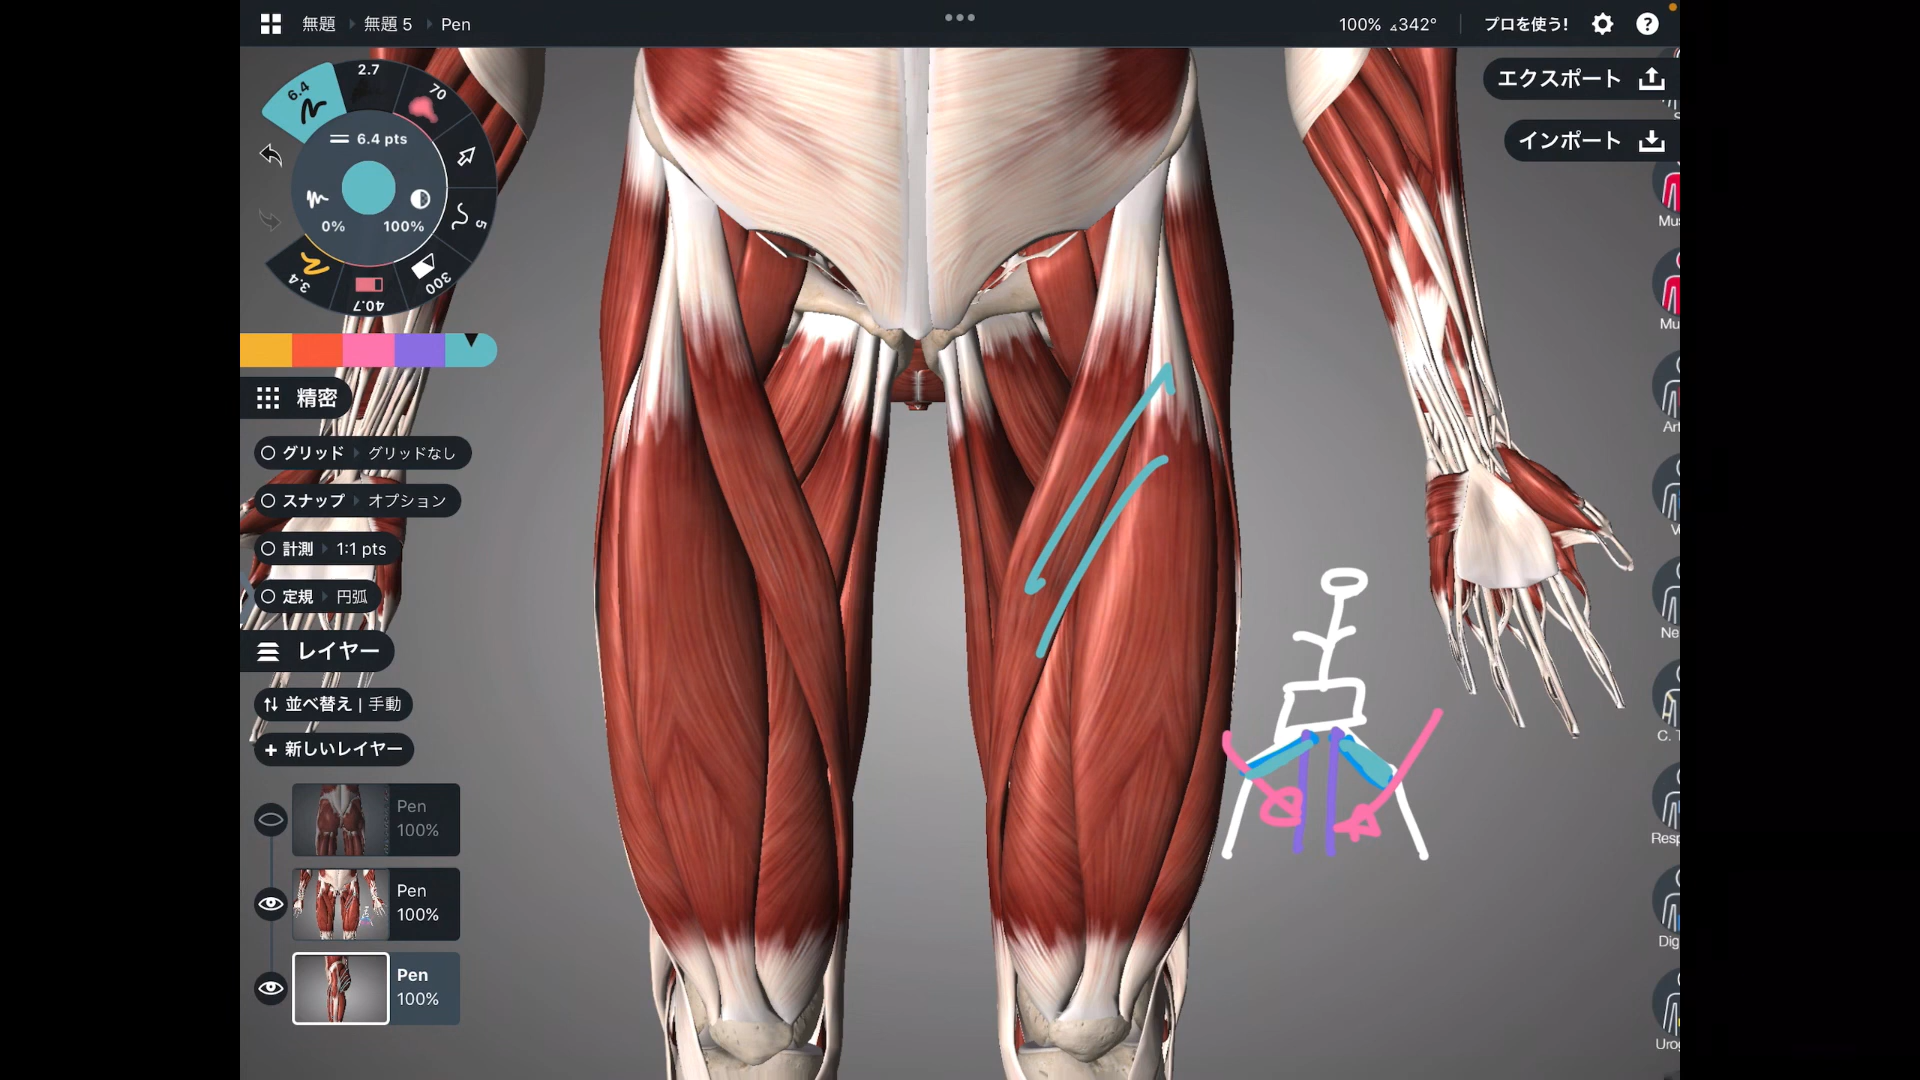 無題 無題 5 Pen
100% ∡342° プロを使う! ?
エクスポート
インポート
6.4
2.7
70
5
300
40.7
3.4
6.4 pts
0% 100%
精密
グリッド グリッドなし
スナップ オプション
計測 1:1 pts
定規 円弧
レイヤー
並べ替え | 手動
+ 新しいレイヤー
Pen
100%
Pen
100%
Pen
100%
Mu
Ne
C.
Resp
Dig
Uro